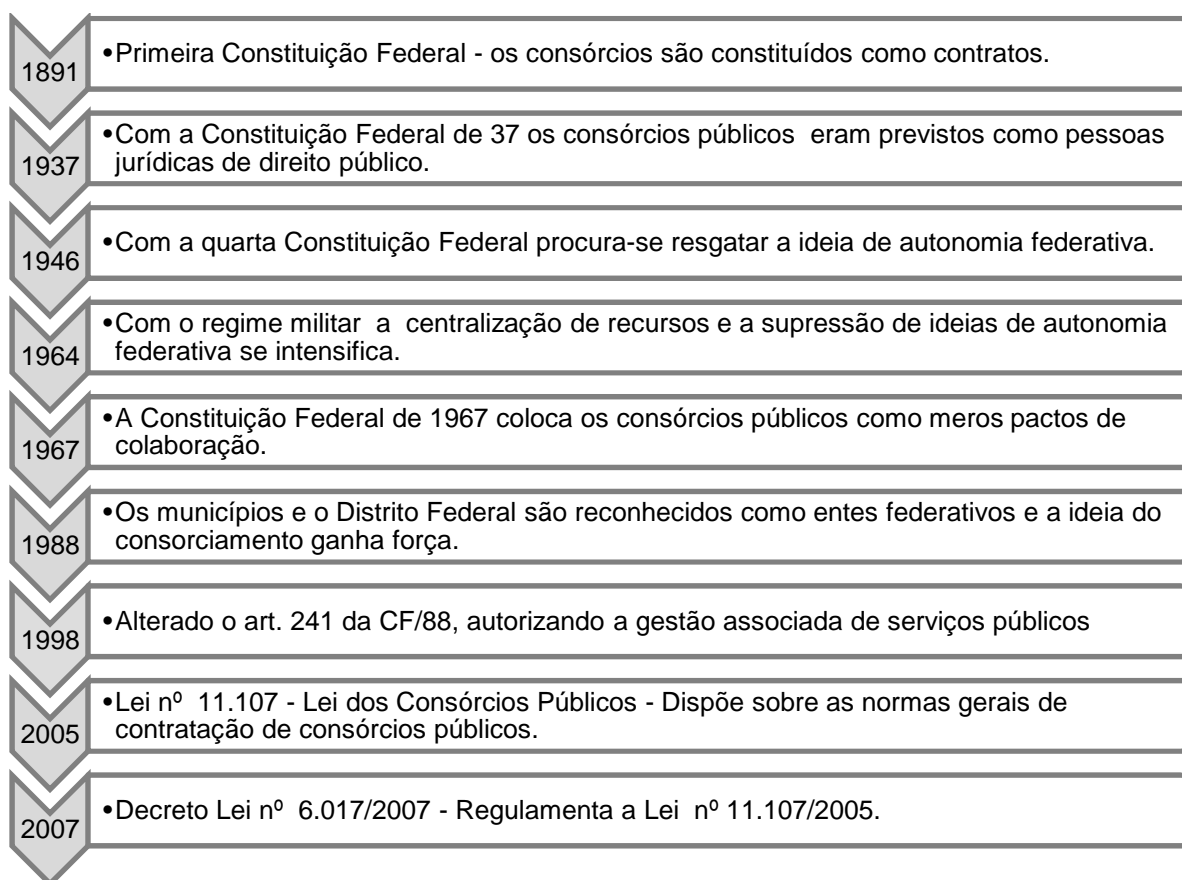 1891
•Primeira Constituição Federal - os consórcios são constituídos como contratos.
1937
•Com a Constituição Federal de 37 os consórcios públicos eram previstos como pessoas
jurídicas de direito público.
1946
•Com a quarta Constituição Federal procura-se resgatar a ideia de autonomia federativa.
1964
•Com o regime militar a centralização de recursos e a supressão de ideias de autonomia
federativa se intensifica.
1967
•A Constituição Federal de 1967 coloca os consórcios públicos como meros pactos de
colaboração.
1988
•Os municípios e o Distrito Federal são reconhecidos como entes federativos e a ideia do
consorciamento ganha força.
1998
•Alterado o art. 241 da CF/88, autorizando a gestão associada de serviços públicos
2005
•Lei nº 11.107 - Lei dos Consórcios Públicos - Dispõe sobre as normas gerais de
contratação de consórcios públicos.
2007
•Decreto Lei nº 6.017/2007 - Regulamenta a Lei nº 11.107/2005.